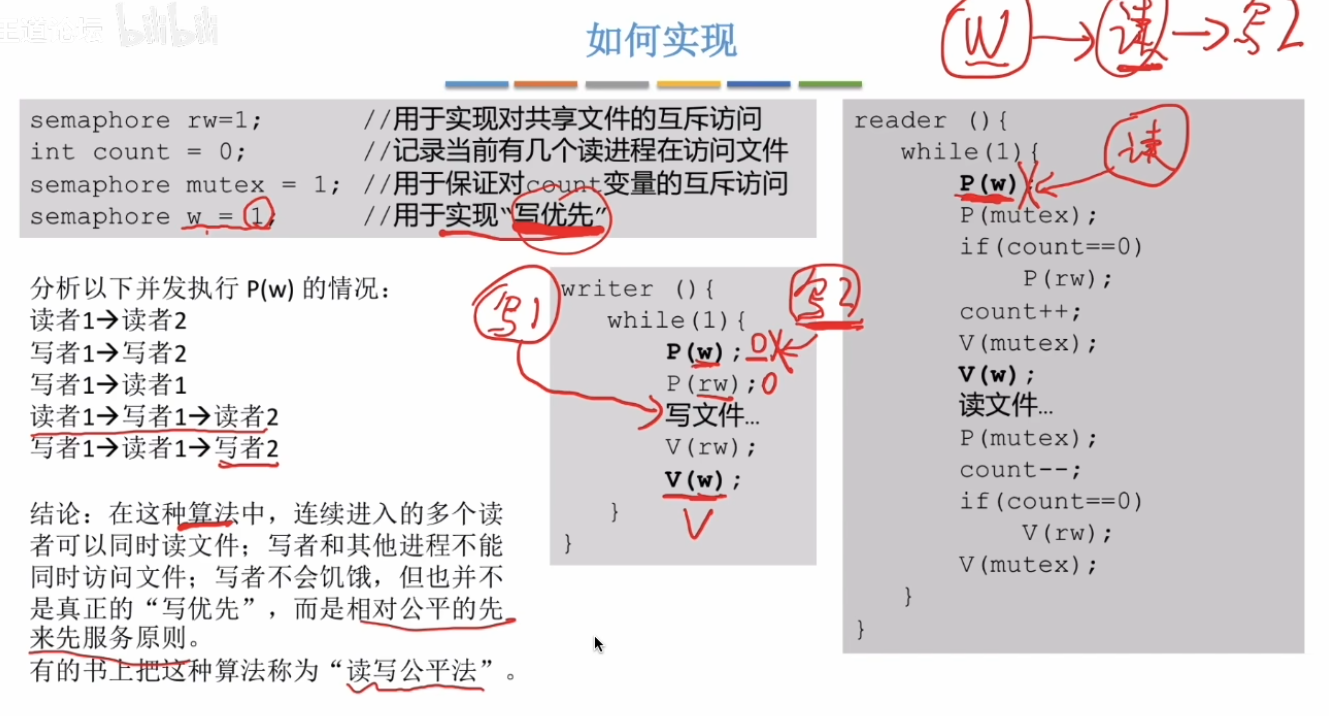 王道论坛 bilibili
如何实现
W→读→写2
semaphore rw=1; //用于实现对共享文件的互斥访问
int count = 0; //记录当前有几个读进程在访问文件
semaphore mutex = 1; //用于保证对count变量的互斥访问
semaphore w = 1; //用于实现“写优先”
分析以下并发执行 P(w) 的情况：
读者1→读者2
写者1→写者2
写者1→读者1
读者1→写者1→读者2
写者1→读者1→写者2
结论：在这种算法中，连续进入的多个读
者可以同时读文件；写者和其他进程不能
同时访问文件；写者不会饥饿，但也并不
是真正的“写优先”，而是相对公平的先
来先服务原则。
有的书上把这种算法称为“读写公平法”。
写1
写2
writer (){
while(1){
P(w); 0
P(rw); 0
写文件…
V(rw);
V(w);
V
}
}
reader (){
while(1){
读
P(w)
P(mutex);
if(count==0)
P(rw);
count++;
V(mutex);
V(w);
读文件…
P(mutex);
count--;
if(count==0)
V(rw);
V(mutex);
}
}